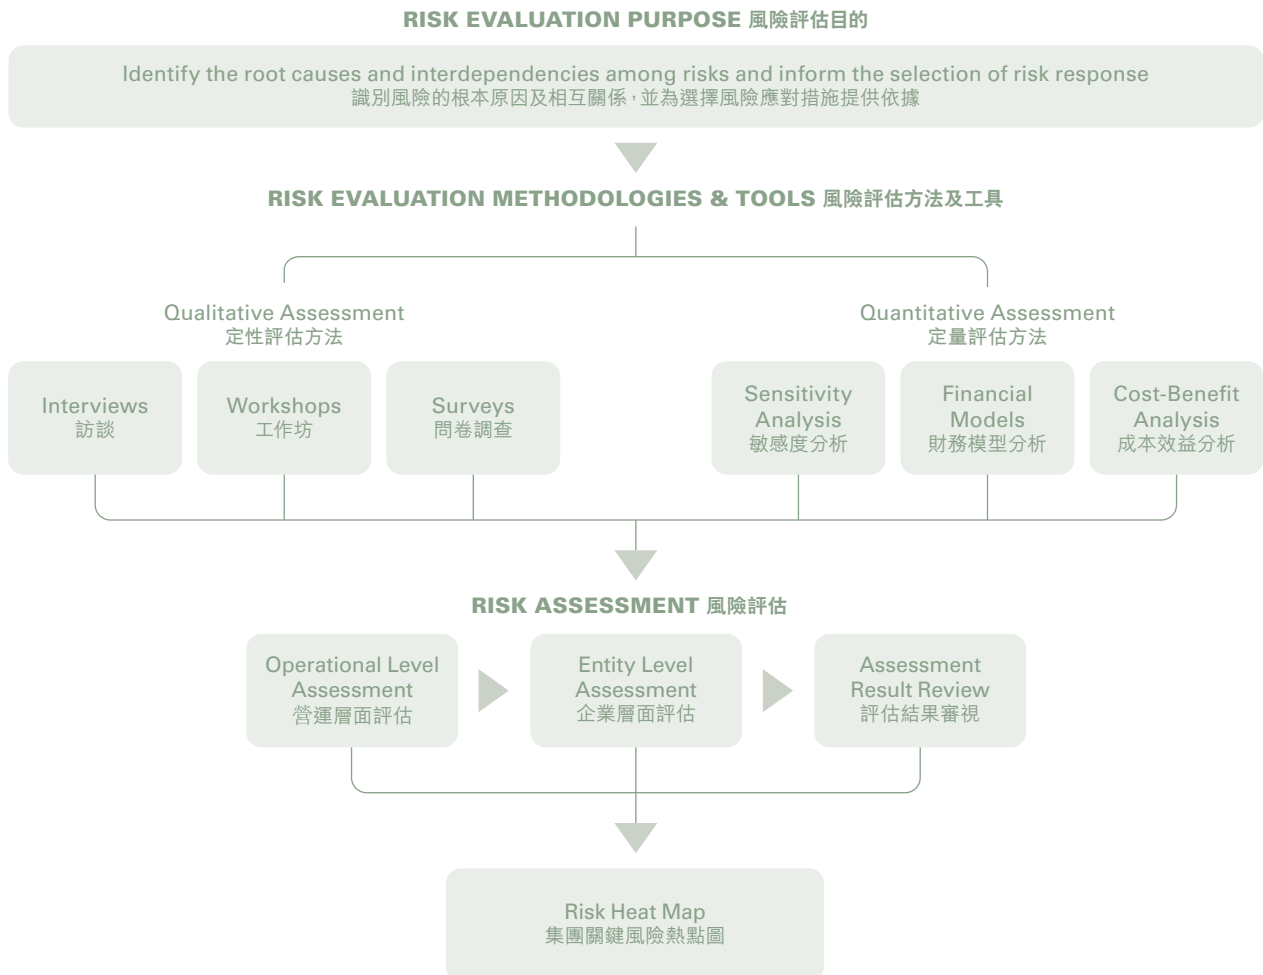 RISK EVALUATION PURPOSE 風險評估目的
Identify the root causes and interdependencies among risks and inform the selection of risk response
識別風險的根本原因及相互關係，並為選擇風險應對措施提供依據
RISK EVALUATION METHODOLOGIES & TOOLS 風險評估方法及工具
Qualitative Assessment
定性評估方法
Quantitative Assessment
定量評估方法
Interviews
訪談
Workshops
工作坊
Surveys
問卷調查
Sensitivity
Analysis
敏感度分析
Financial
Models
財務模型分析
Cost-Benefit
Analysis
成本效益分析
RISK ASSESSMENT 風險評估
Operational Level
Assessment
營運層面評估
Entity Level
Assessment
企業層面評估
Assessment
Result Review
評估結果審視
Risk Heat Map
集團關鍵風險熱點圖